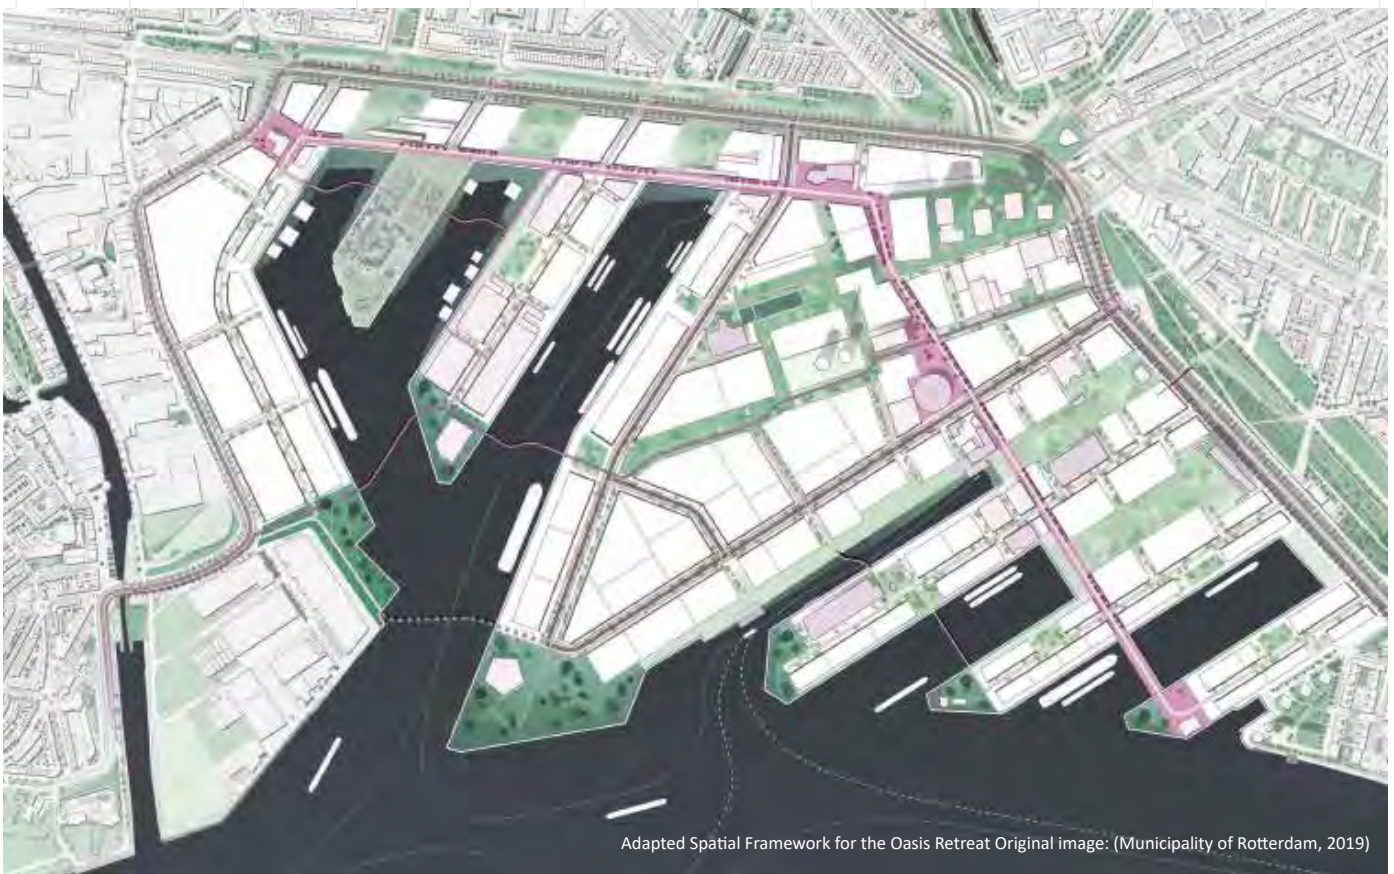 Adapted Spatial Framework for the Oasis Retreat Original image: (Municipality of Rotterdam, 2019)